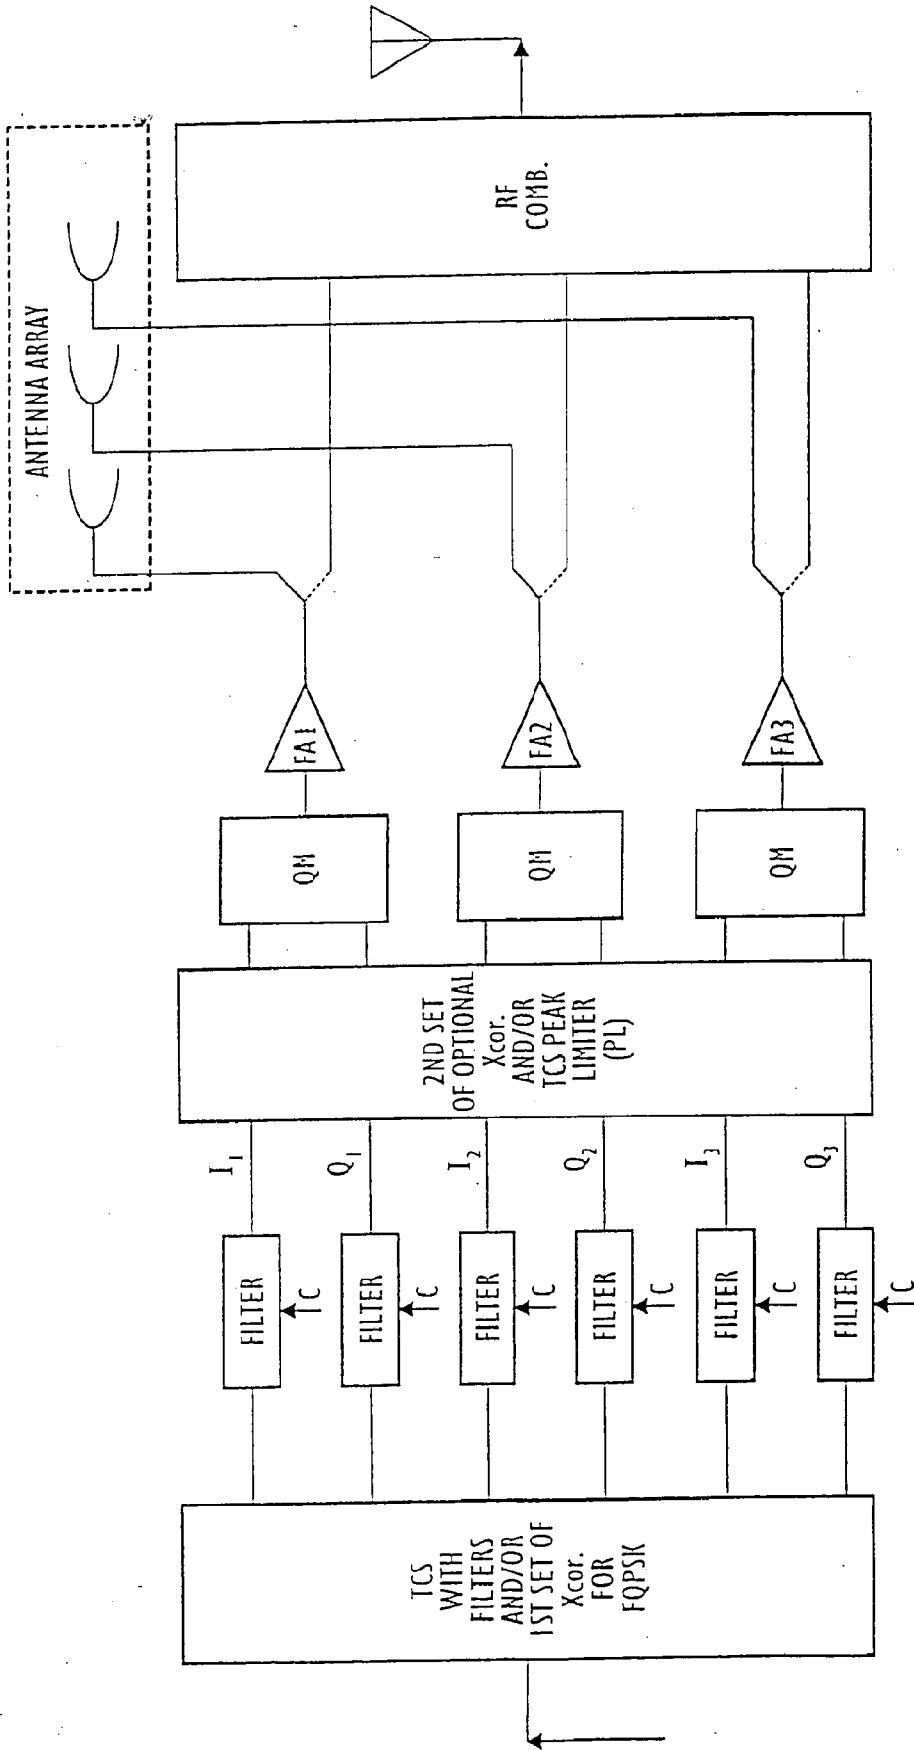 ANTENNA ARRAY
TCS
WITH
FILTERS
AND/OR
1ST SET OF
Xcor.
FOR
FQPSK
FILTER
C
I1
FILTER
C
Q1
FILTER
C
I2
FILTER
C
Q2
FILTER
C
I3
FILTER
C
Q3
2ND SET
OF OPTIONAL
Xcor.
AND/OR
TCS PEAK
LIMITER
(PL)
QM
QM
QM
FA1
FA2
FA3
RF
COMB.